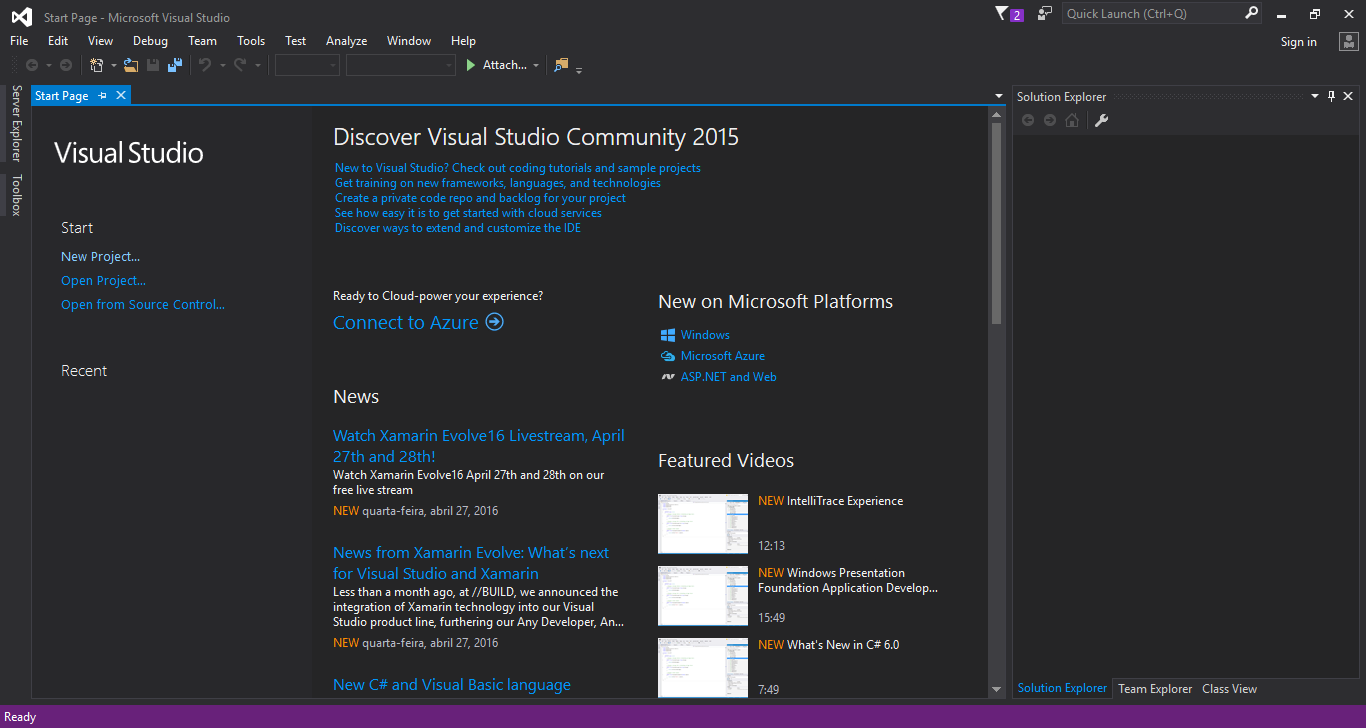 Start Page - Microsoft Visual Studio
2
Quick Launch (Ctrl+Q)
File Edit View Debug Team Tools Test Analyze Window Help
Sign in
Attach...
Server Explorer
Toolbox
Start Page
Visual Studio
Start
New Project...
Open Project...
Open from Source Control...
Recent
Discover Visual Studio Community 2015
New to Visual Studio? Check out coding tutorials and sample projects
Get training on new frameworks, languages, and technologies
Create a private code repo and backlog for your project
See how easy it is to get started with cloud services
Discover ways to extend and customize the IDE
Ready to Cloud-power your experience?
Connect to Azure
News
Watch Xamarin Evolve16 Livestream, April
27th and 28th!
Watch Xamarin Evolve16 April 27th and 28th on our
free live stream
NEW quarta-feira, abril 27, 2016
News from Xamarin Evolve: What's next
for Visual Studio and Xamarin
Less than a month ago, at //BUILD, we announced the
integration of Xamarin technology into our Visual
Studio product line, furthering our Any Developer, An...
NEW quarta-feira, abril 27, 2016
New C# and Visual Basic language
New on Microsoft Platforms
Windows
Microsoft Azure
ASP.NET and Web
Featured Videos
NEW IntelliTrace Experience
12:13
NEW Windows Presentation
Foundation Application Develop...
15:49
NEW What's New in C# 6.0
7:49
Solution Explorer
Solution Explorer Team Explorer Class View
Ready